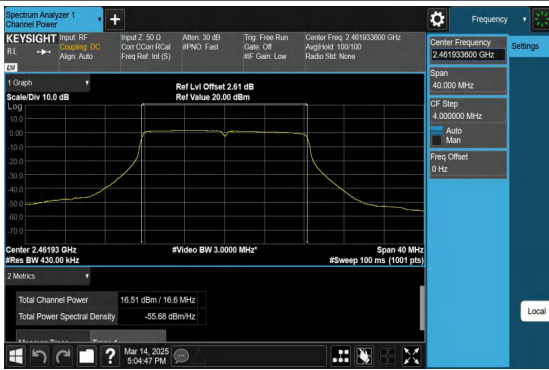 Spectrum Analyzer 1
Channel Power
Frequency
KEYSIGHT
RL
LXI
Input: RF
Coupling: DC
Align: Auto
Input Z: 50 Ω
Corr CCorr RCal
Freq Ref: Int (S)
Atten: 30 dB
#PNO: Fast
Trig: Free Run
Gate: Off
#IF Gain: Low
Center Freq: 2.461933600 GHz
Avg|Hold: 100/100
Radio Std: None
Center Frequency
2.461933600 GHz
Settings
Span
40.000 MHz
CF Step
4.000000 MHz
Auto
Man
Freq Offset
0 Hz
1 Graph
Scale/Div 10.0 dB
Ref Lvl Offset 2.61 dB
Ref Value 20.00 dBm
Log
10.0
0.00
-10.0
-20.0
-30.0
-40.0
-50.0
-60.0
-70.0
Center 2.46193 GHz
#Video BW 3.0000 MHz*
Span 40 MHz
#Res BW 430.00 kHz
#Sweep 100 ms (1001 pts)
2 Metrics
Total Channel Power 16.51 dBm / 16.6 MHz
Total Power Spectral Density -55.68 dBm/Hz
Local
?
Mar 14, 2025
5:04:47 PM